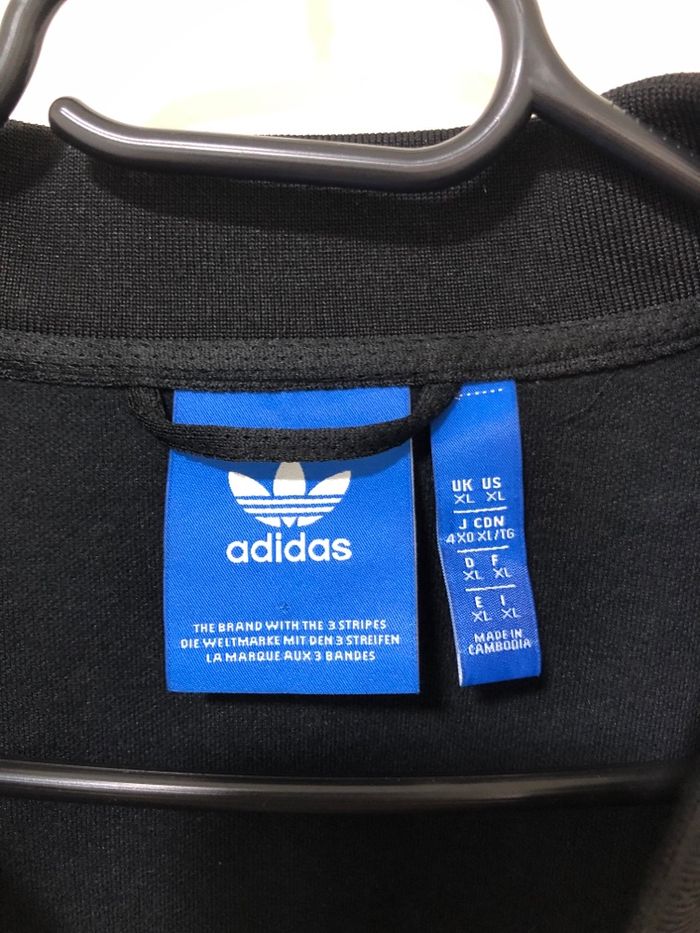 adidas
THE BRAND WITH THE 3 STRIPES
DIE WELTMARKE MIT DEN 3 STREIFEN
LA MARQUE AUX 3 BANDES
UK US
XL XL
J CDN
4XO XL/TG
D F
XL XL
E I
XL XL
MADE IN
CAMBODIA